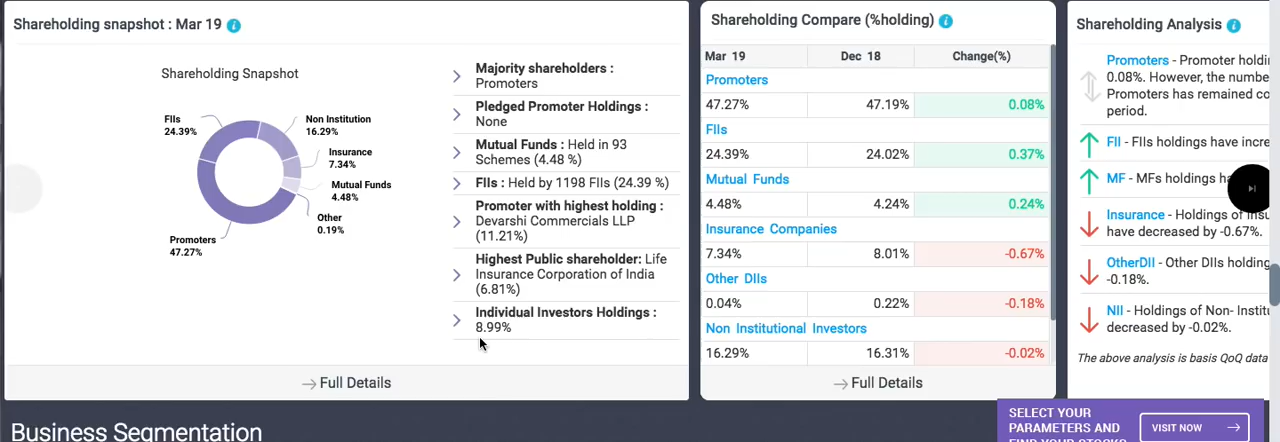 Shareholding snapshot : Mar 19
Shareholding Snapshot
FIIs
24.39%
Non Institution
16.29%
Insurance
7.34%
Mutual Funds
4.48%
Other
0.19%
Promoters
47.27%
Majority shareholders :
Promoters
Pledged Promoter Holdings :
None
Mutual Funds : Held in 93
Schemes (4.48 %)
FIIs : Held by 1198 FIIs (24.39 %)
Promoter with highest holding :
Devarshi Commercials LLP
(11.21%)
Highest Public shareholder: Life
Insurance Corporation of India
(6.81%)
Individual Investors Holdings :
8.99%
Full Details
Shareholding Compare (%holding)
Mar 19 Dec 18 Change(%)
Promoters
47.27% 47.19% 0.08%
FIIs
24.39% 24.02% 0.37%
Mutual Funds
4.48% 4.24% 0.24%
Insurance Companies
7.34% 8.01% -0.67%
Other DIIs
0.04% 0.22% -0.18%
Non Institutional Investors
16.29% 16.31% -0.02%
Full Details
Shareholding Analysis
Promoters - Promoter holdi
0.08%. However, the numbe
Promoters has remained co
period.
FII - FIIs holdings have incre
MF - MFs holdings ha
Insurance - Holdings of Insu
have decreased by -0.67%.
OtherDII - Other DIIs holding
-0.18%.
NII - Holdings of Non- Institu
decreased by -0.02%.
The above analysis is basis QoQ data
Business Segmentation
SELECT YOUR
PARAMETERS AND
FIND YOUR STOCKS
VISIT NOW